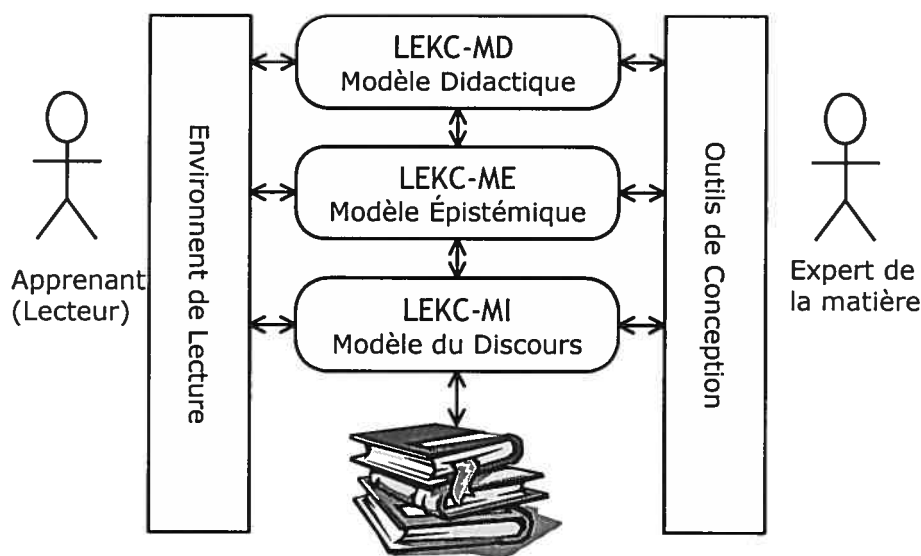 LEKC-MD
Modèle Didactique
LEKC-ME
Modèle Épistémique
LEKC-MI
Modèle du Discours
Environnent de Lecture
Outils de Conception
Apprenant
(Lecteur)
Expert de
la matière